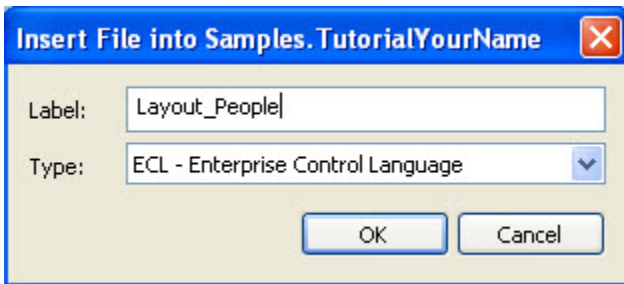 Insert File into Samples.TutorialYourName
Label: Layout_People
Type: ECL - Enterprise Control Language
OK Cancel